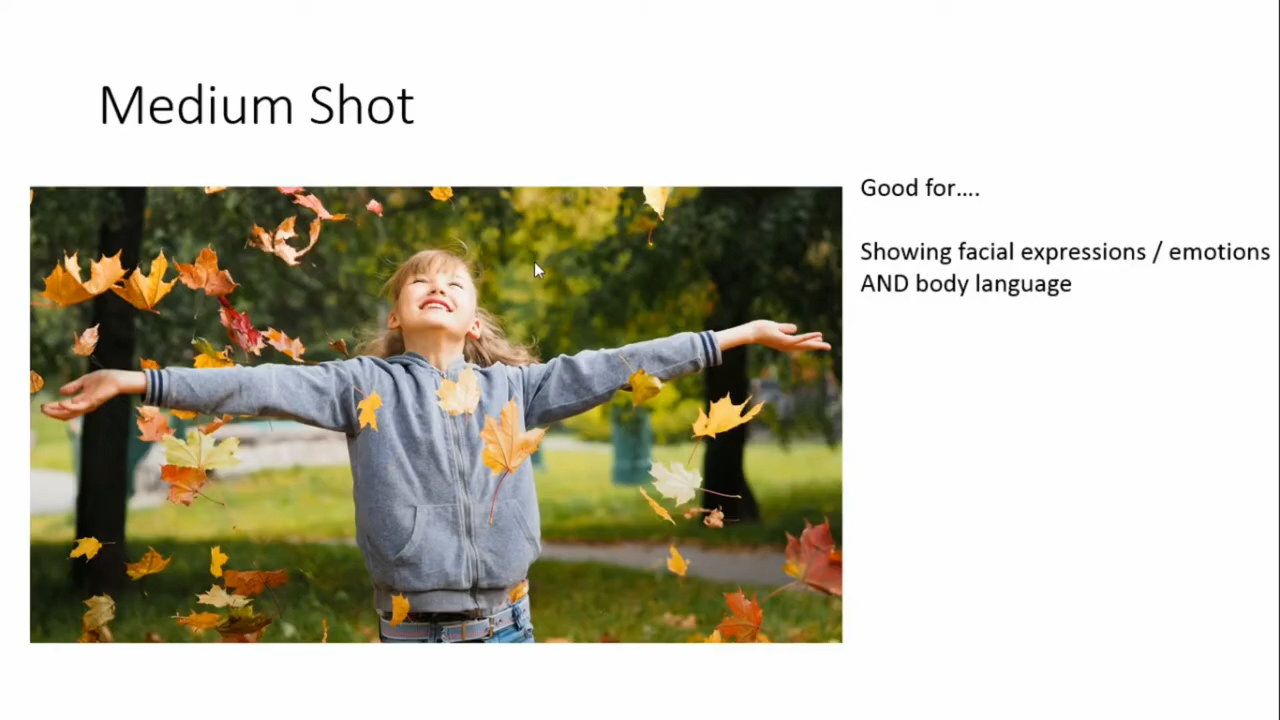 Medium Shot
Good for....
Showing facial expressions / emotions
AND body language